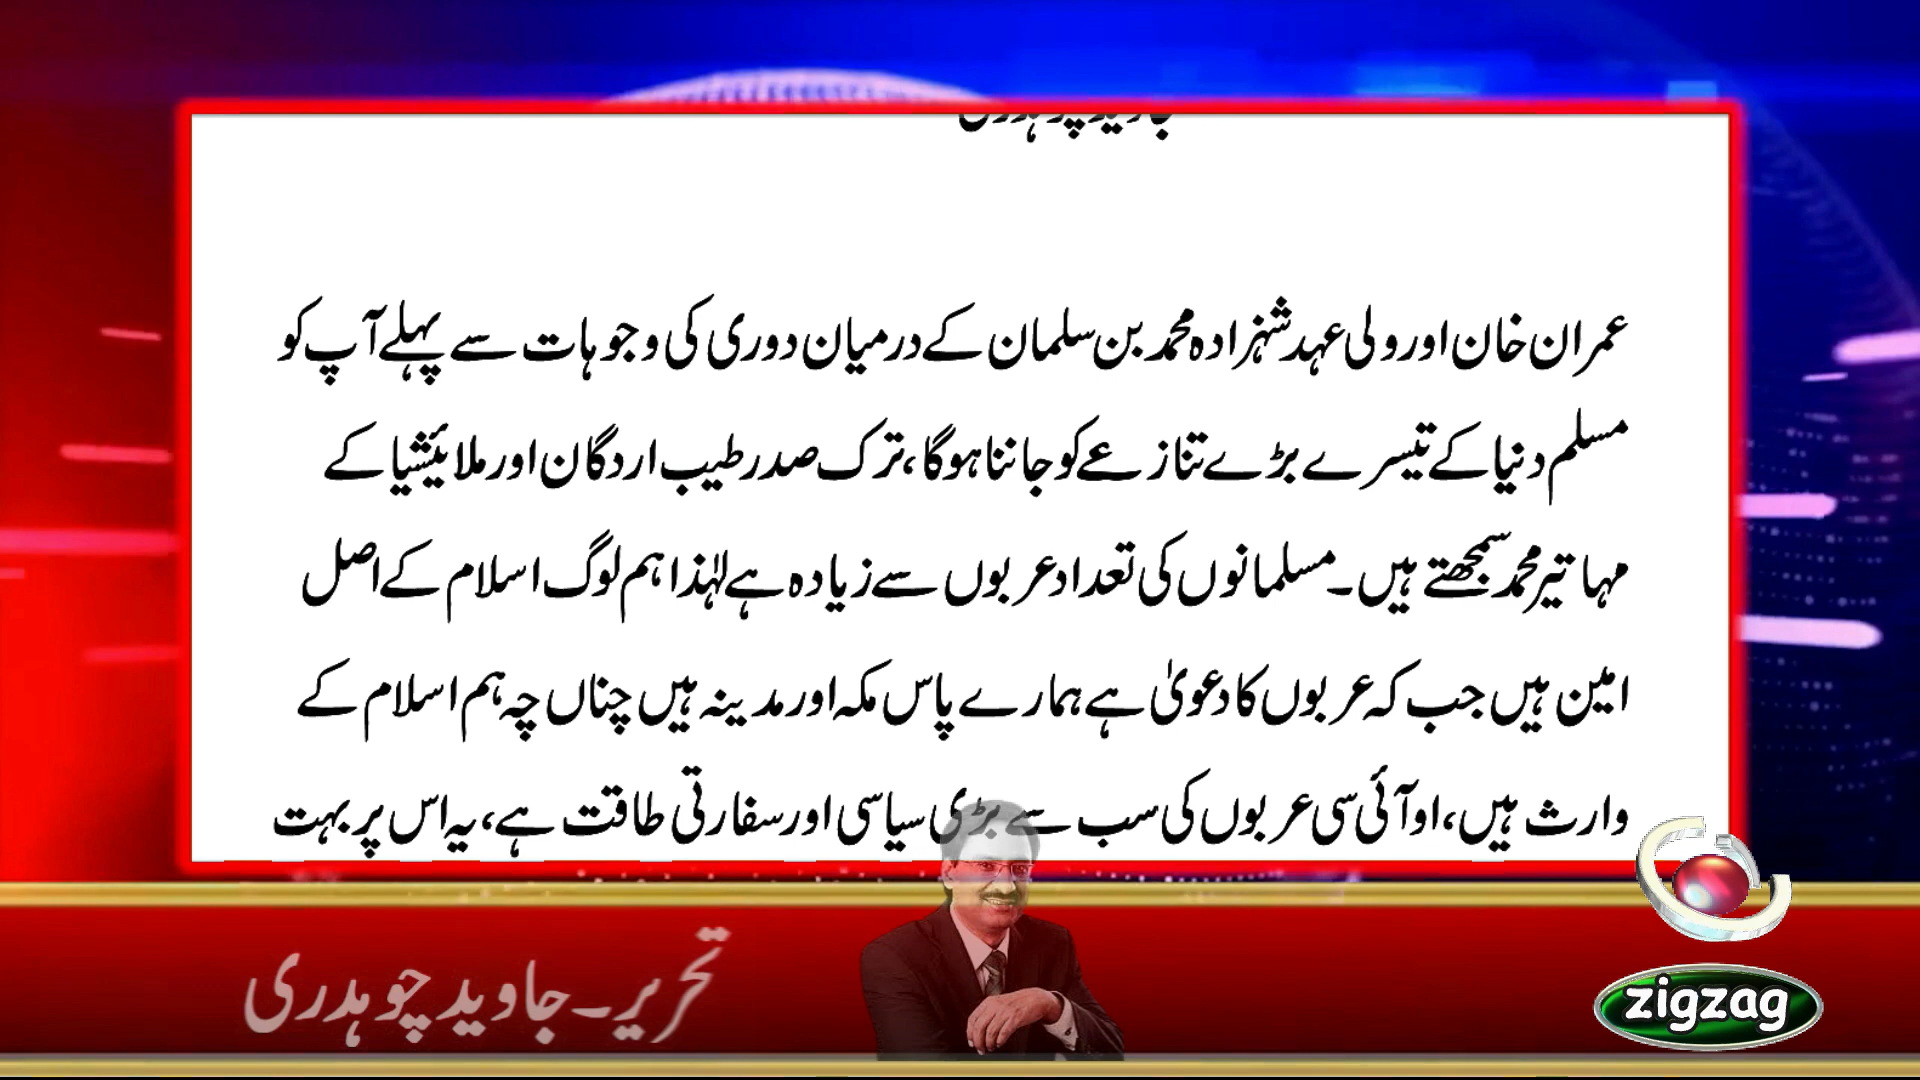 جاوید چوہدری
عمران خان اور ولی عہد شہزادہ محمد بن سلمان کے درمیان دوری کی وجوہات سے پہلے آپ کو
مسلم دنیا کے تیسرے بڑے تنازعے کو جاننا ہو گا، ترک صدر طیب اردگان اور ملائیشیا کے
مہاتیر محمد سمجھتے ہیں۔ مسلمانوں کی تعداد عربوں سے زیادہ ہے لہٰذا ہم لوگ اسلام کے اصل
امین ہیں جب کہ عربوں کا دعویٰ ہے ہمارے پاس مکہ اور مدینہ ہیں چناں چہ ہم اسلام کے
وارث ہیں، او آئی سی عربوں کی سب سے بڑی سیاسی اور سفارتی طاقت ہے، یہ اس پر بہت
تحریر۔ جاوید چوہدری
zigzag